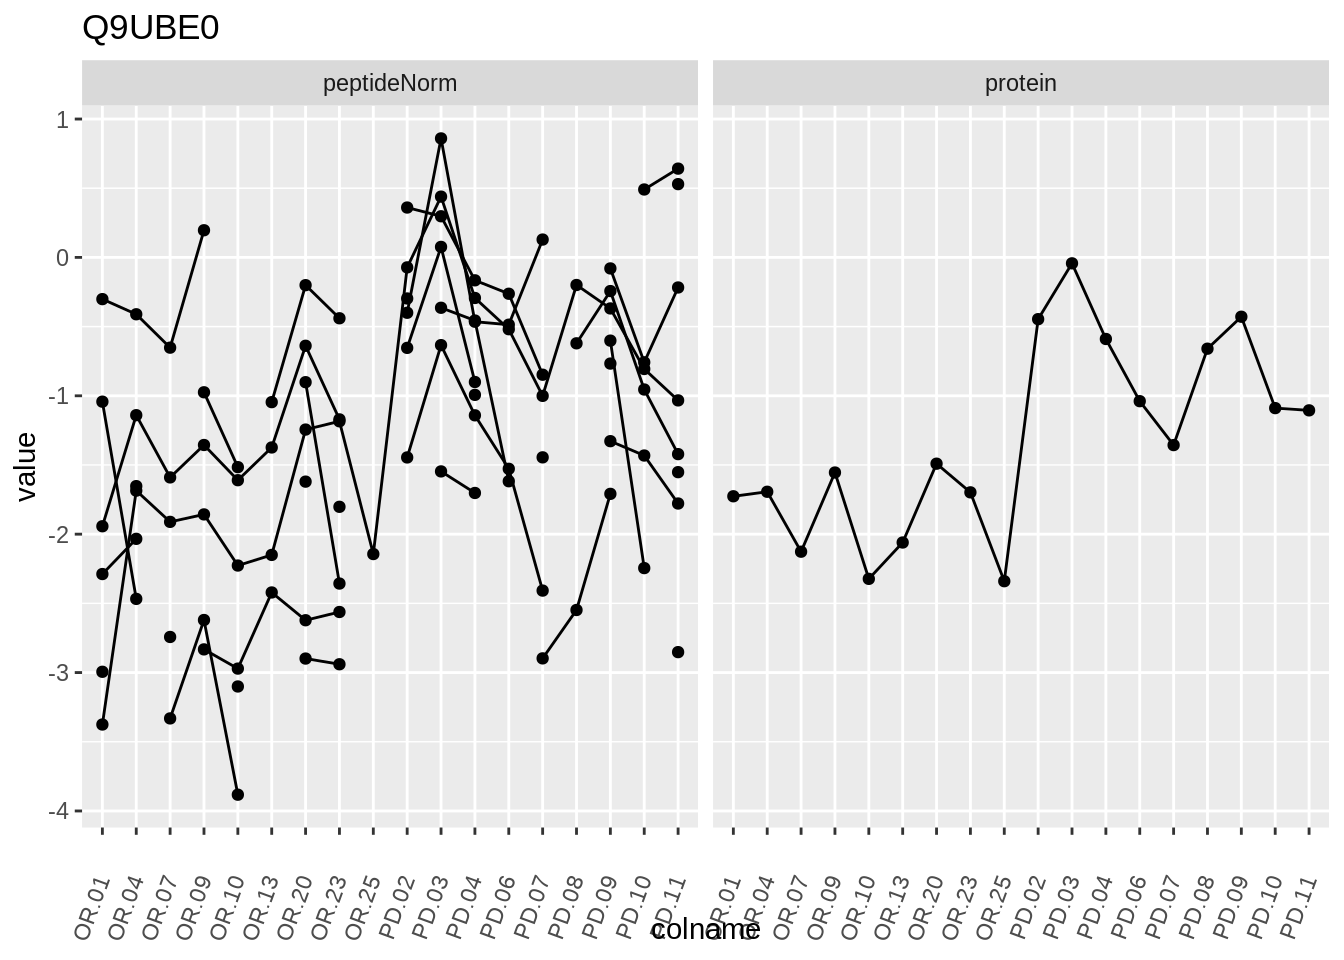 Q9UBE0
peptideNorm protein
1
0
-1
-2
-3
-4
value
OR.01 OR.04 OR.07 OR.09 OR.10 OR.13 OR.20 OR.23 OR.25 PD.02 PD.03 PD.04 PD.06 PD.07 PD.08 PD.09 PD.10 PD.11 OR.01 OR.04 OR.07 OR.09 OR.10 OR.13 OR.20 OR.23 OR.25 PD.02 PD.03 PD.04 PD.06 PD.07 PD.08 PD.09 PD.10 PD.11
colname